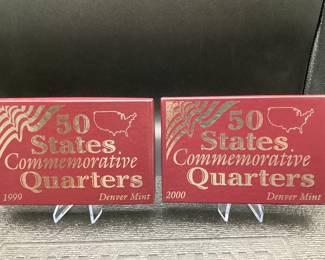 50
States
Commemorative
Quarters
1999 Denver Mint
50
States
Commemorative
Quarters
2000 Denver Mint